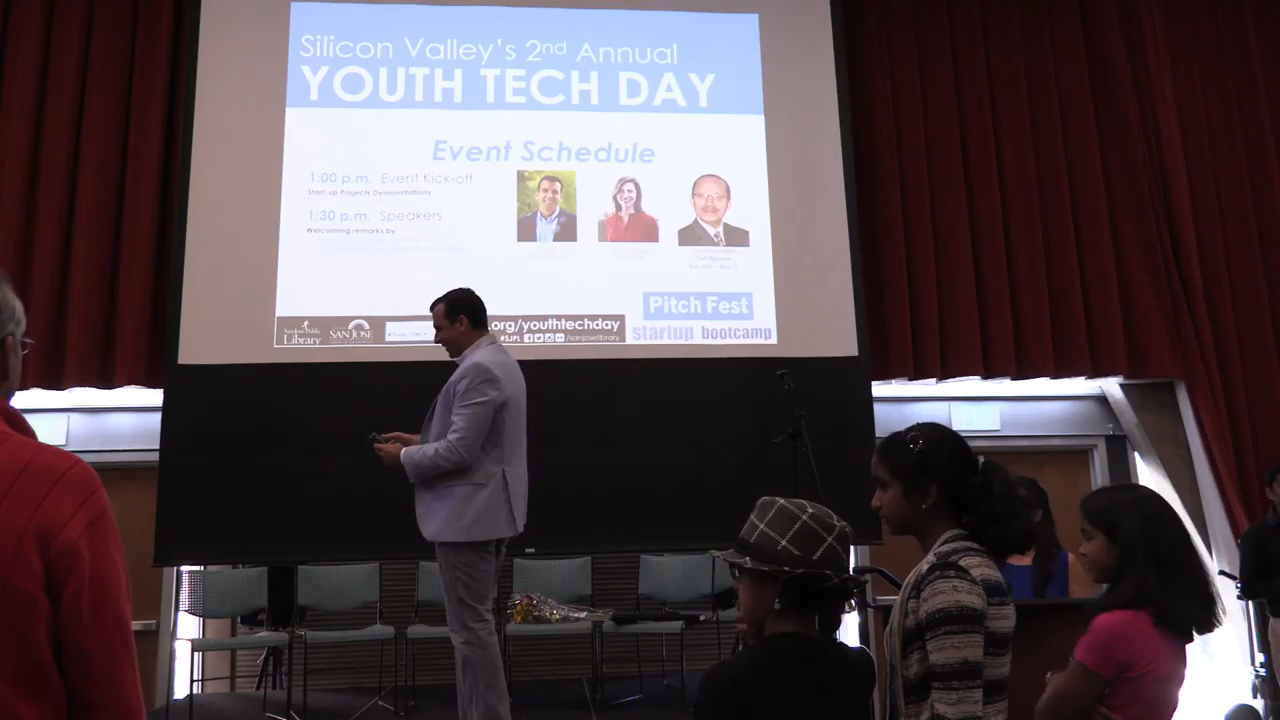 Silicon Valley's 2nd Annual
YOUTH TECH DAY
Event Schedule
1:00 p.m. Event Kick-off
Start-up Projects Demonstrations
1:30 p.m. Speakers
Welcoming remarks by:
Tam Nguyen
Pitch Fest
startup bootcamp
San José Public
Library
SAN JOSE
.org/youthtechday
#SJPL /sanjoselibrary